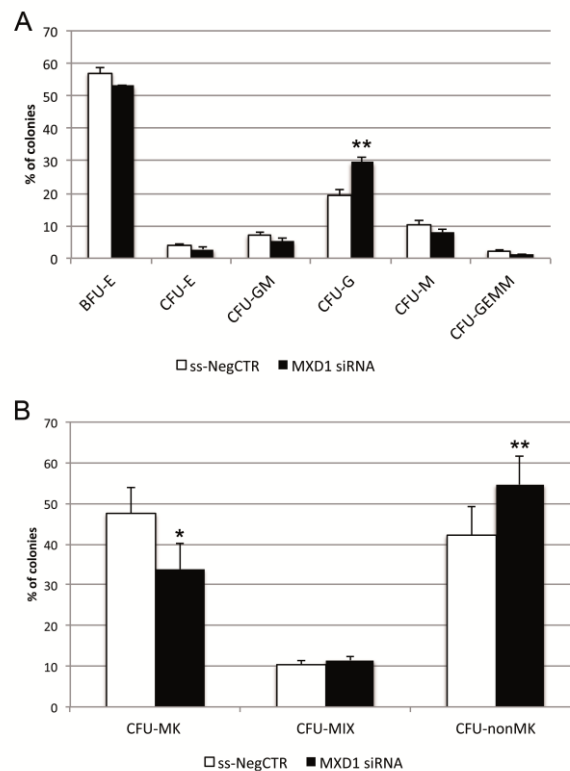 A
70
60
50
40
30
20
10
0
% of colonies
**
BFU-E
CFU-E
CFU-GM
CFU-G
CFU-M
CFU-GEMM
ss-NegCTR
MXD1 siRNA
B
70
60
50
40
30
20
10
0
% of colonies
*
**
CFU-MK
CFU-MIX
CFU-nonMK
ss-NegCTR
MXD1 siRNA